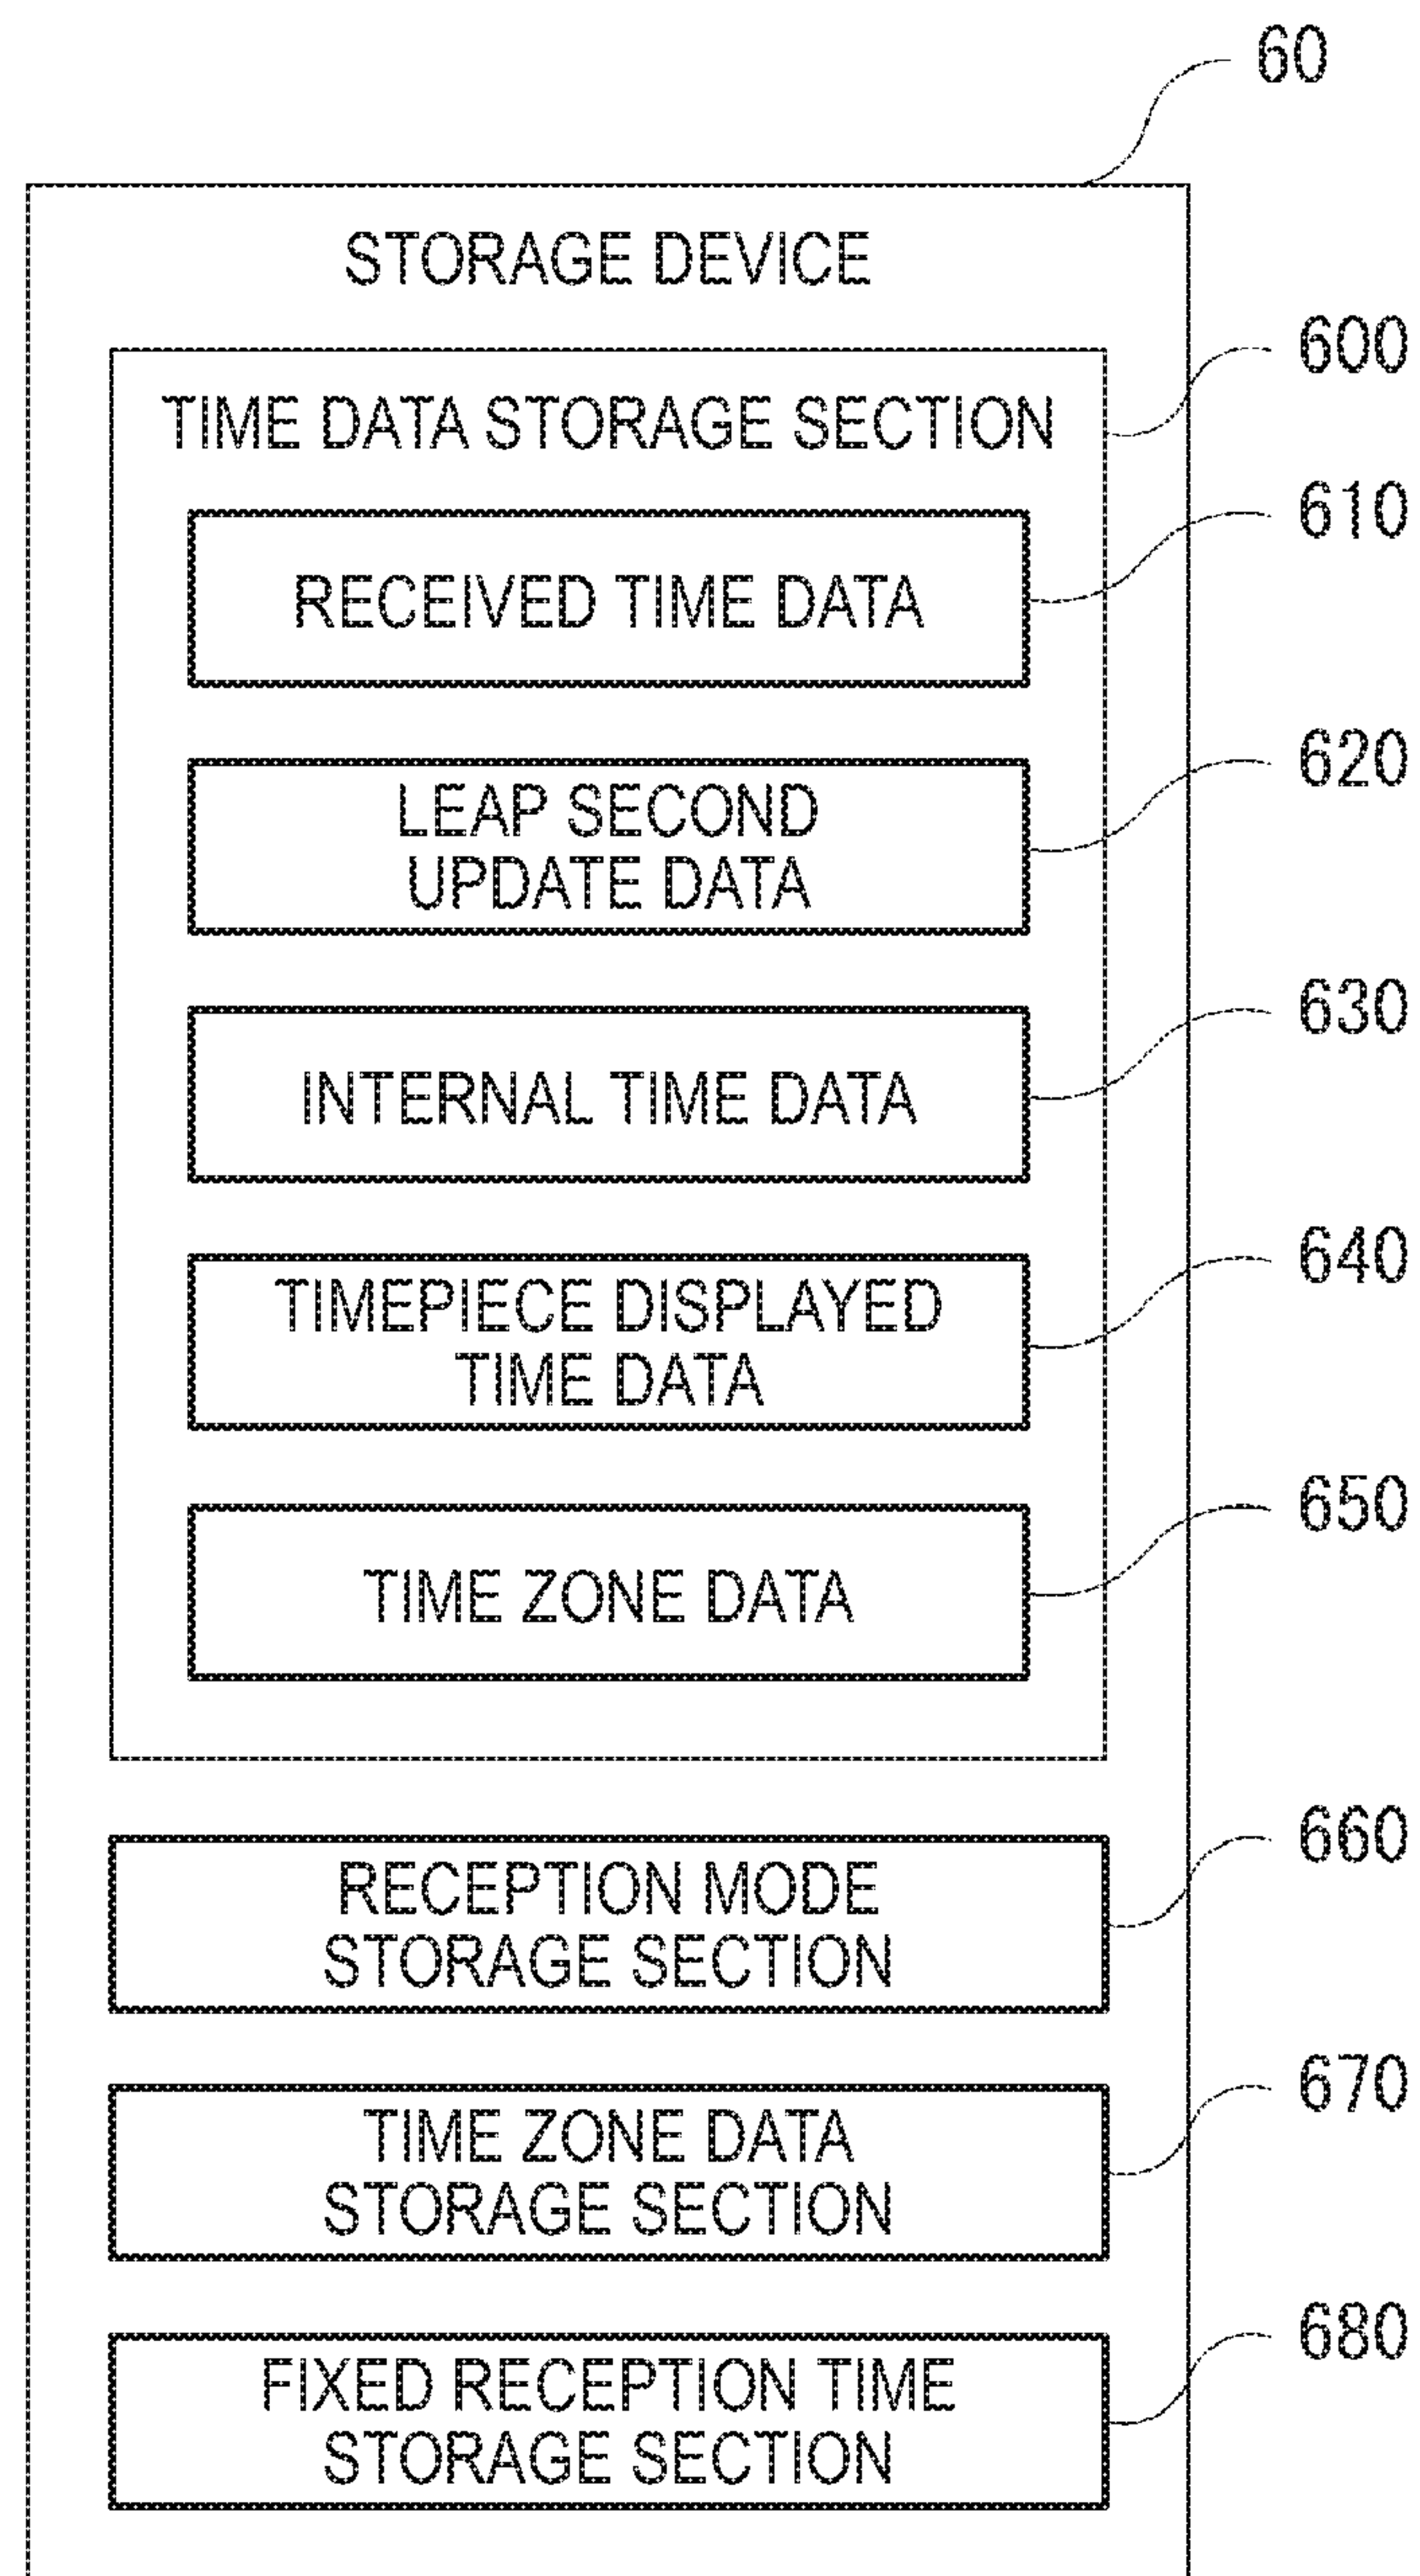 60
STORAGE DEVICE
600
TIME DATA STORAGE SECTION
610
RECEIVED TIME DATA
620
LEAP SECOND
UPDATE DATA
630
INTERNAL TIME DATA
640
TIMEPIECE DISPLAYED
TIME DATA
650
TIME ZONE DATA
660
RECEPTION MODE
STORAGE SECTION
670
TIME ZONE DATA
STORAGE SECTION
680
FIXED RECEPTION TIME
STORAGE SECTION